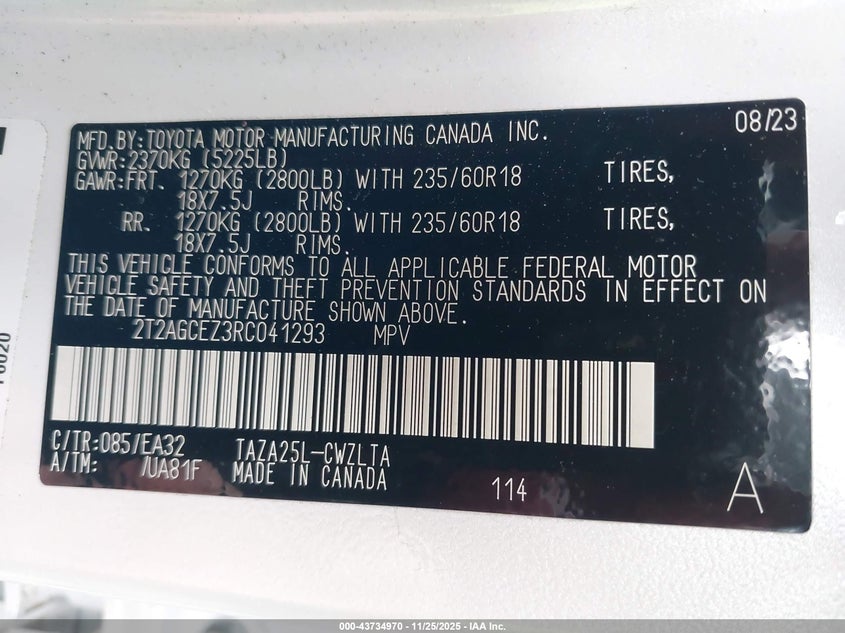 MFD.BY:TOYOTA MOTOR MANUFACTURING CANADA INC. 08/23
GVWR:2370KG (5225LB)
GAWR:FRT. 1270KG (2800LB) WITH 235/60R18 TIRES,
18X7.5J RIMS.
RR. 1270KG (2800LB) WITH 235/60R18 TIRES,
18X7.5J RIMS.
THIS VEHICLE CONFORMS TO ALL APPLICABLE FEDERAL MOTOR
VEHICLE SAFETY AND THEFT PREVENTION STANDARDS IN EFFECT ON
THE DATE OF MANUFACTURE SHOWN ABOVE.
2T2AGCEZ3RC041293 MPV
C/TR:085/EA32 TAZA25L-CWZLTA
A/TM: /UA81F MADE IN CANADA
114 A
000-43734970 - 11/25/2025 - IAA Inc.